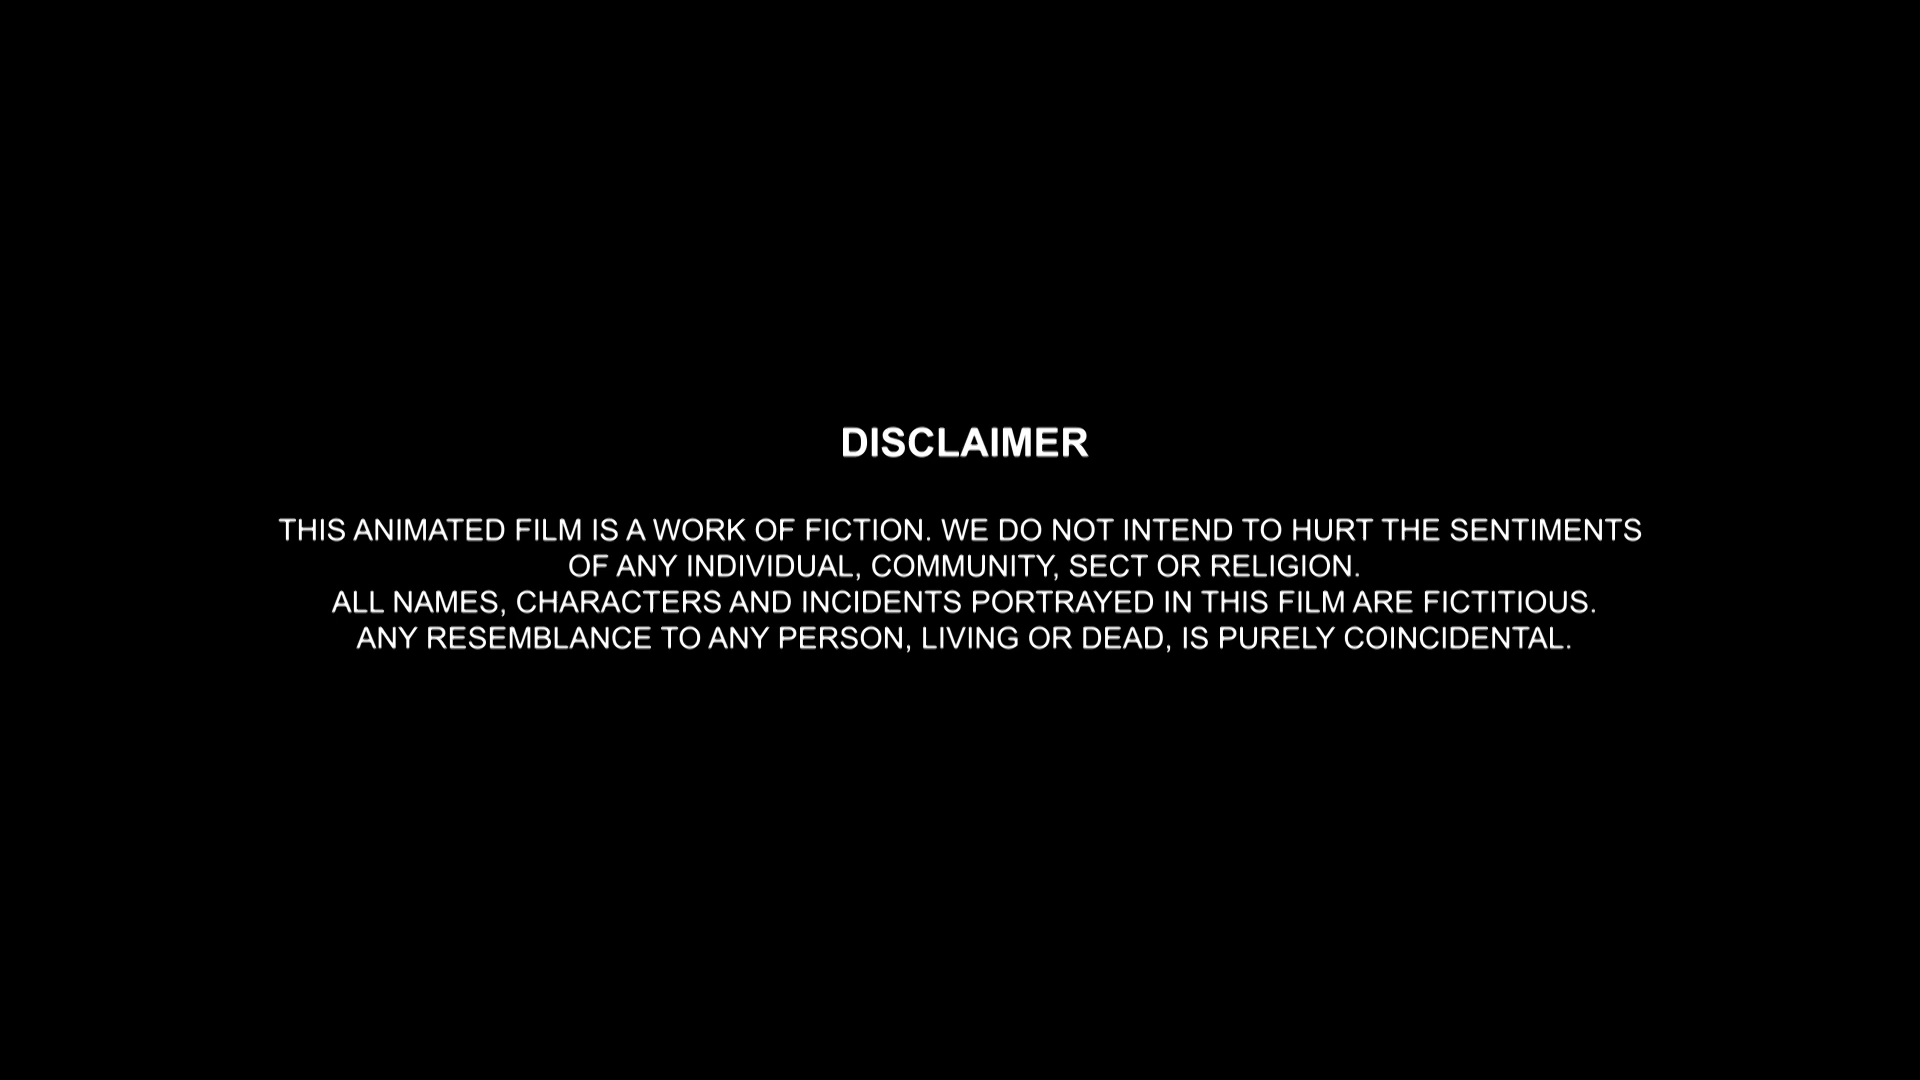 DISCLAIMER
THIS ANIMATED FILM IS A WORK OF FICTION. WE DO NOT INTEND TO HURT THE SENTIMENTS
OF ANY INDIVIDUAL, COMMUNITY, SECT OR RELIGION.
ALL NAMES, CHARACTERS AND INCIDENTS PORTRAYED IN THIS FILM ARE FICTITIOUS.
ANY RESEMBLANCE TO ANY PERSON, LIVING OR DEAD, IS PURELY COINCIDENTAL.